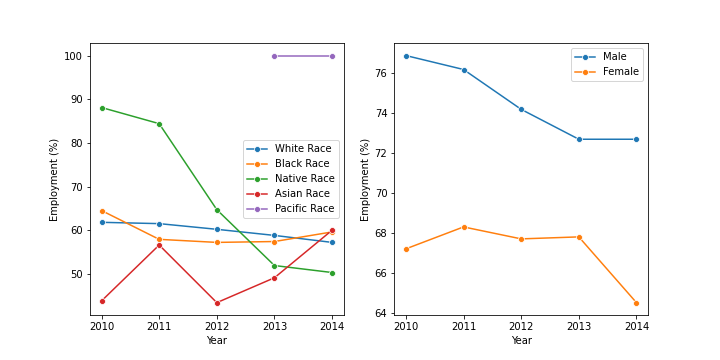 100
90
80
70
60
50
Employment (%)
2010 2011 2012 2013 2014
Year
White Race
Black Race
Native Race
Asian Race
Pacific Race
76
74
72
70
68
66
64
Employment (%)
2010 2011 2012 2013 2014
Year
Male
Female